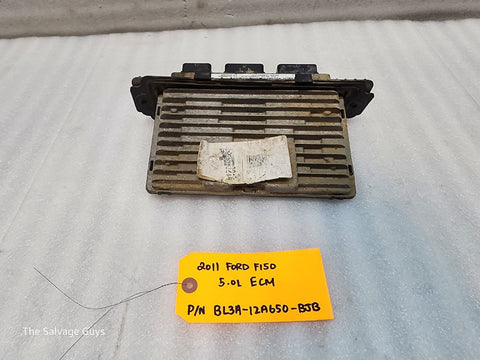 2011 FORD F150
5.0L ECM
P/N BL3A-12A650-BJB
The Salvage Guys